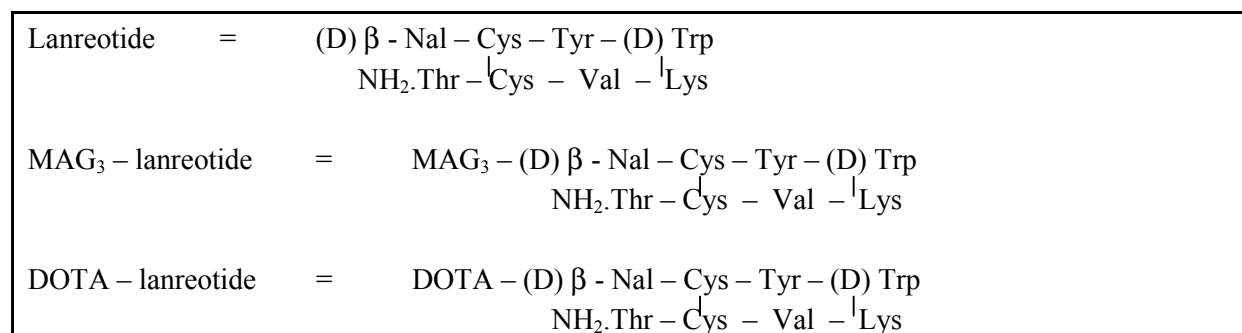 Lanreotide = (D) β - Nal – Cys – Tyr – (D) Trp
NH₂.Thr – Cys – Val – Lys
MAG₃ – lanreotide = MAG₃ – (D) β - Nal – Cys – Tyr – (D) Trp
NH₂.Thr – Cys – Val – Lys
DOTA – lanreotide = DOTA – (D) β - Nal – Cys – Tyr – (D) Trp
NH₂.Thr – Cys – Val – Lys